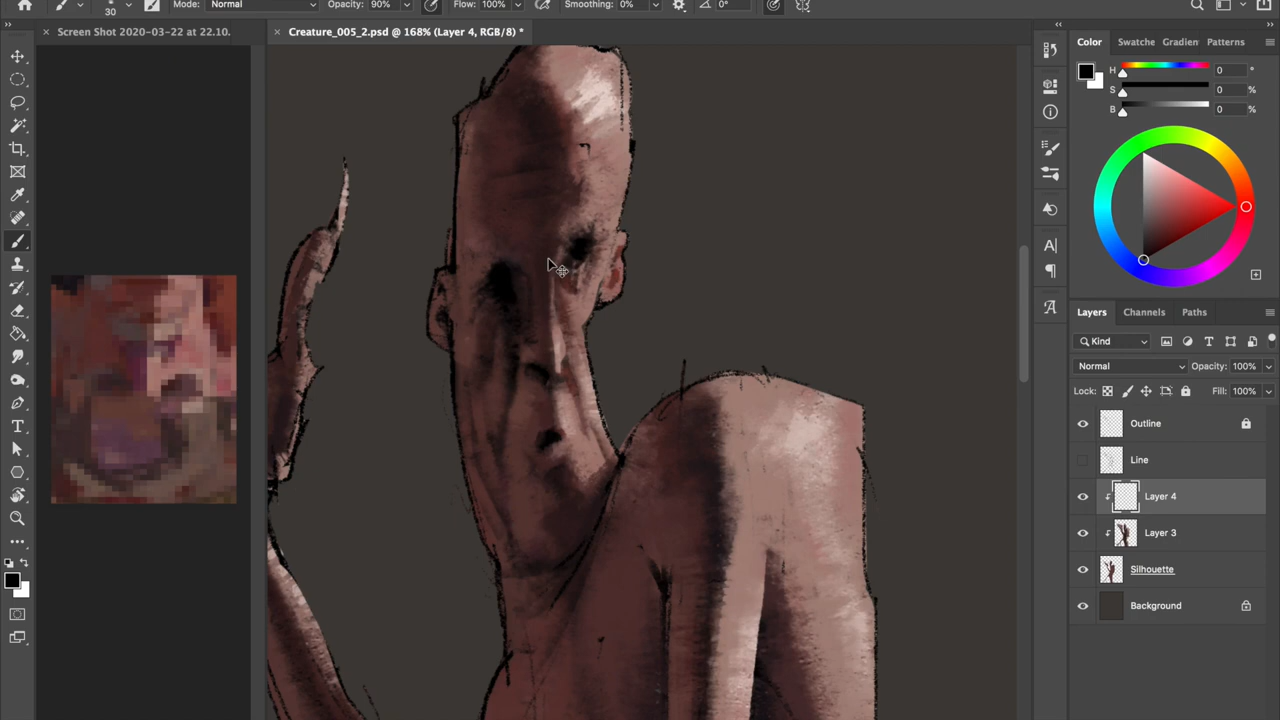 30
Mode: Normal
Opacity: 90%
Flow: 100%
Smoothing: 0%
0°
Screen Shot 2020-03-22 at 22.10.
Creature_005_2.psd @ 168% (Layer 4, RGB/8) *
Color
Swatche
Gradien
Patterns
H 0 °
S 0 %
B 0 %
Layers
Channels
Paths
Kind
Normal
Opacity: 100%
Lock:
Fill: 100%
Outline
Line
Layer 4
Layer 3
Silhouette
Background